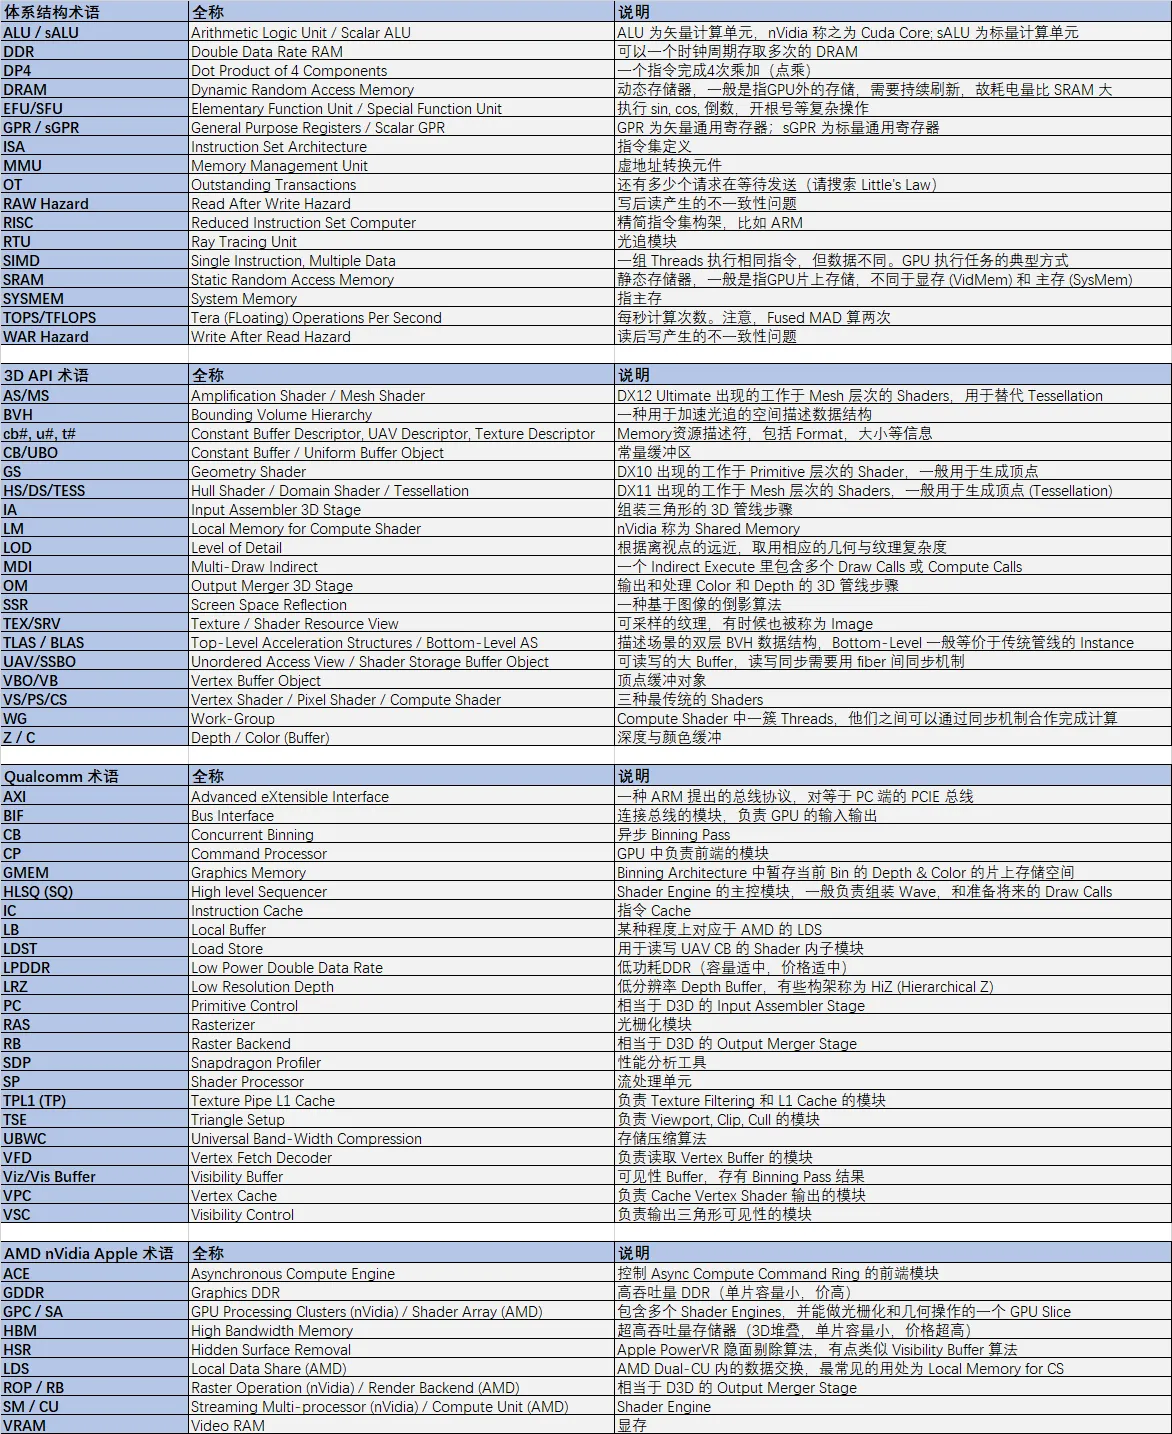 体系结构术语 全称 说明
ALU / sALU Arithmetic Logic Unit / Scalar ALU ALU 为矢量计算单元，nVidia 称之为 Cuda Core; sALU 为标量计算单元
DDR Double Data Rate RAM 可以一个时钟周期存取多次的 DRAM
DP4 Dot Product of 4 Components 一个指令完成4次乘加（点乘）
DRAM Dynamic Random Access Memory 动态存储器，一般是指GPU外的存储，需要持续刷新，故耗电量比 SRAM 大
EFU/SFU Elementary Function Unit / Special Function Unit 执行 sin, cos, 倒数，开根号等复杂操作
GPR / sGPR General Purpose Registers / Scalar GPR GPR 为矢量通用寄存器；sGPR 为标量通用寄存器
ISA Instruction Set Architecture 指令集定义
MMU Memory Management Unit 虚地址转换元件
OT Outstanding Transactions 还有多少个请求在等待发送（请搜索 Little's Law）
RAW Hazard Read After Write Hazard 写后读产生的不一致性问题
RISC Reduced Instruction Set Computer 精简指令集构架，比如 ARM
RTU Ray Tracing Unit 光追模块
SIMD Single Instruction, Multiple Data 一组 Threads 执行相同指令，但数据不同。GPU 执行任务的典型方式
SRAM Static Random Access Memory 静态存储器，一般是指GPU片上存储，不同于显存 (VidMem) 和 主存 (SysMem)
SYSMEM System Memory 指主存
TOPS/TFLOPS Tera (FLoating) Operations Per Second 每秒计算次数。注意，Fused MAD 算两次
WAR Hazard Write After Read Hazard 读后写产生的不一致性问题
3D API 术语 全称 说明
AS/MS Amplification Shader / Mesh Shader DX12 Ultimate 出现的工作于 Mesh 层次的 Shaders，用于替代 Tessellation
BVH Bounding Volume Hierarchy 一种用于加速光追的空间描述数据结构
cb#, u#, t# Constant Buffer Descriptor, UAV Descriptor, Texture Descriptor Memory资源描述符，包括 Format，大小等信息
CB/UBO Constant Buffer / Uniform Buffer Object 常量缓冲区
GS Geometry Shader DX10 出现的工作于 Primitive 层次的 Shader，一般用于生成顶点
HS/DS/TESS Hull Shader / Domain Shader / Tessellation DX11 出现的工作于 Mesh 层次的 Shaders，一般用于生成顶点 (Tessellation)
IA Input Assembler 3D Stage 组装三角形的 3D 管线步骤
LM Local Memory for Compute Shader nVidia 称为 Shared Memory
LOD Level of Detail 根据离视点的远近，取用相应的几何与纹理复杂度
MDI Multi-Draw Indirect 一个 Indirect Execute 里包含多个 Draw Calls 或 Compute Calls
OM Output Merger 3D Stage 输出和处理 Color 和 Depth 的 3D 管线步骤
SSR Screen Space Reflection 一种基于图像的倒影算法
TEX/SRV Texture / Shader Resource View 可采样的纹理，有时候也被称为 Image
TLAS / BLAS Top-Level Acceleration Structures / Bottom-Level AS 描述场景的双层 BVH 数据结构，Bottom-Level 一般等价于传统管线的 Instance
UAV/SSBO Unordered Access View / Shader Storage Buffer Object 可读写的大 Buffer，读写同步需要用 fiber 间同步机制
VBO/VB Vertex Buffer Object 顶点缓冲对象
VS/PS/CS Vertex Shader / Pixel Shader / Compute Shader 三种最传统的 Shaders
WG Work-Group Compute Shader 中一簇 Threads，他们之间可以通过同步机制合作完成计算
Z / C Depth / Color (Buffer) 深度与颜色缓冲
Qualcomm 术语 全称 说明
AXI Advanced eXtensible Interface 一种 ARM 提出的总线协议，对等于 PC 端的 PCIE 总线
BIF Bus Interface 连接总线的模块，负责 GPU 的输入输出
CB Concurrent Binning 异步 Binning Pass
CP Command Processor GPU 中负责前端的模块
GMEM Graphics Memory Binning Architecture 中暂存当前 Bin 的 Depth & Color 的片上存储空间
HLSQ (SQ) High level Sequencer Shader Engine 的主控模块，一般负责组装 Wave，和准备将来的 Draw Calls
IC Instruction Cache 指令 Cache
LB Local Buffer 某种程度上对应于 AMD 的 LDS
LDST Load Store 用于读写 UAV CB 的 Shader 内子模块
LPDDR Low Power Double Data Rate 低功耗DDR（容量适中，价格适中）
LRZ Low Resolution Depth 低分辨率 Depth Buffer，有些构架称为 HiZ (Hierarchical Z)
PC Primitive Control 相当于 D3D 的 Input Assembler Stage
RAS Rasterizer 光栅化模块
RB Raster Backend 相当于 D3D 的 Output Merger Stage
SDP Snapdragon Profiler 性能分析工具
SP Shader Processor 流处理单元
TPL1 (TP) Texture Pipe L1 Cache 负责 Texture Filtering 和 L1 Cache 的模块
TSE Triangle Setup 负责 Viewport, Clip, Cull 的模块
UBWC Universal Band-Width Compression 存储压缩算法
VFD Vertex Fetch Decoder 负责读取 Vertex Buffer 的模块
Viz/Vis Buffer Visibility Buffer 可见性 Buffer，存有 Binning Pass 结果
VPC Vertex Cache 负责 Cache Vertex Shader 输出的模块
VSC Visibility Control 负责输出三角形可见性的模块
AMD nVidia Apple 术语 全称 说明
ACE Asynchronous Compute Engine 控制 Async Compute Command Ring 的前端模块
GDDR Graphics DDR 高吞吐量 DDR（单片容量小，价高）
GPC / SA GPU Processing Clusters (nVidia) / Shader Array (AMD) 包含多个 Shader Engines，并能做光栅化和几何操作的一个 GPU Slice
HBM High Bandwidth Memory 超高吞吐量存储器（3D堆叠，单片容量小，价格超高）
HSR Hidden Surface Removal Apple PowerVR 隐面剔除算法，有点类似 Visibility Buffer 算法
LDS Local Data Share (AMD) AMD Dual-CU 内的数据交换，最常见的用处为 Local Memory for CS
ROP / RB Raster Operation (nVidia) / Render Backend (AMD) 相当于 D3D 的 Output Merger Stage
SM / CU Streaming Multi-processor (nVidia) / Compute Unit (AMD) Shader Engine
VRAM Video RAM 显存